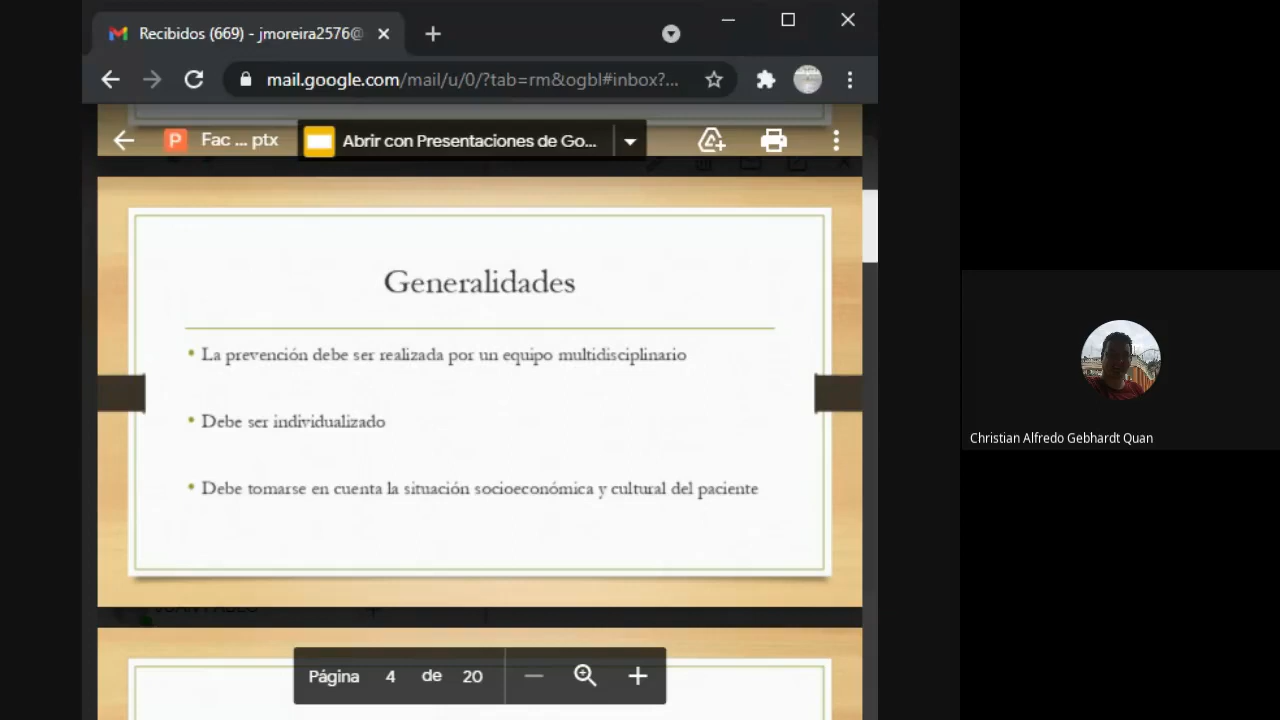 Recibidos (669) - jmoreira2576@
mail.google.com/mail/u/0/?tab=rm&ogbl#inbox?...
P Fac ... ptx Abrir con Presentaciones de Go...
Generalidades
• La prevención debe ser realizada por un equipo multidisciplinario
• Debe ser individualizado
• Debe tomarse en cuenta la situación socioeconómica y cultural del paciente
Christian Alfredo Gebhardt Quan
Página 4 de 20